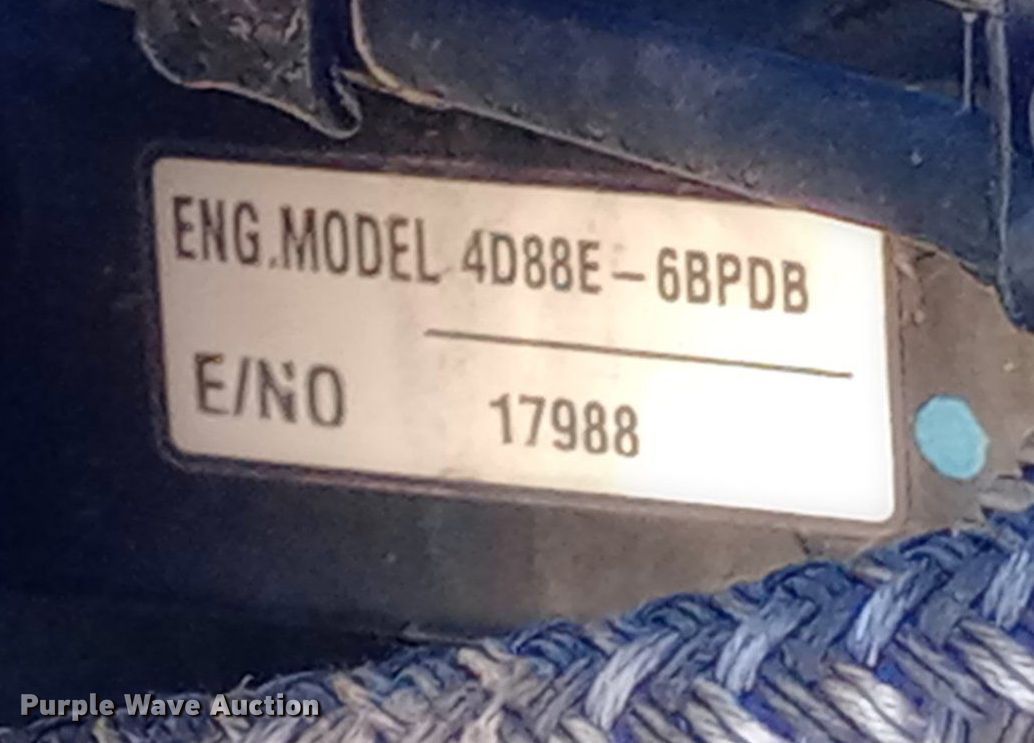 ENG.MODEL 4D88E-6BPDB
E/NO 17988
Purple Wave Auction